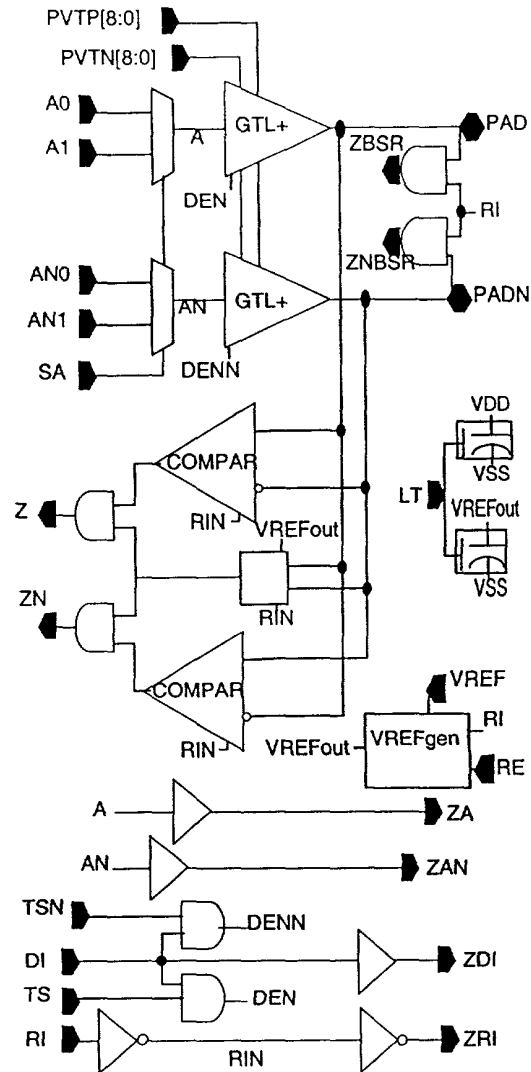 PVTP[8:0]
PVTN[8:0]
A0
A1
A
GTL+
PAD
ZBSR
DEN
RI
ZNBSR
AN0
AN1
AN
GTL+
PADN
SA
DENN
COMPAR
VDD
VSS
LT
VREFout
VSS
Z
RIN
VREFout
ZN
RIN
COMPAR
RIN
VREF
VREFout
VREFgen
RI
RE
A
ZA
AN
ZAN
TSN
DENN
DI
ZDI
TS
DEN
RI
RIN
ZRI